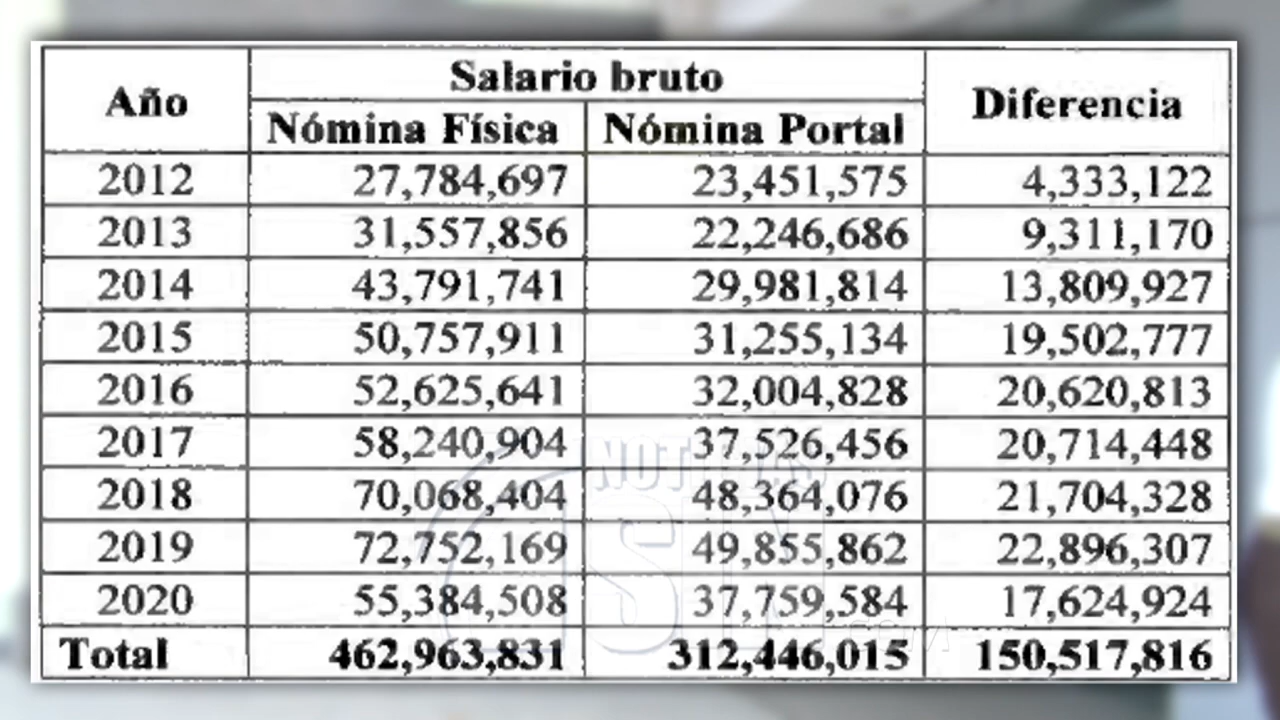 Año Salario bruto Diferencia
Nómina Física Nómina Portal
2012 27,784,697 23,451,575 4,333,122
2013 31,557,856 22,246,686 9,311,170
2014 43,791,741 29,981,814 13,809,927
2015 50,757,911 31,255,134 19,502,777
2016 52,625,641 32,004,828 20,620,813
2017 58,240,904 37,526,456 20,714,448
2018 70,068,404 48,364,076 21,704,328
2019 72,752,169 49,855,862 22,896,307
2020 55,384,508 37,759,584 17,624,924
Total 462,963,831 312,446,015 150,517,816
NOTICIAS
SIN